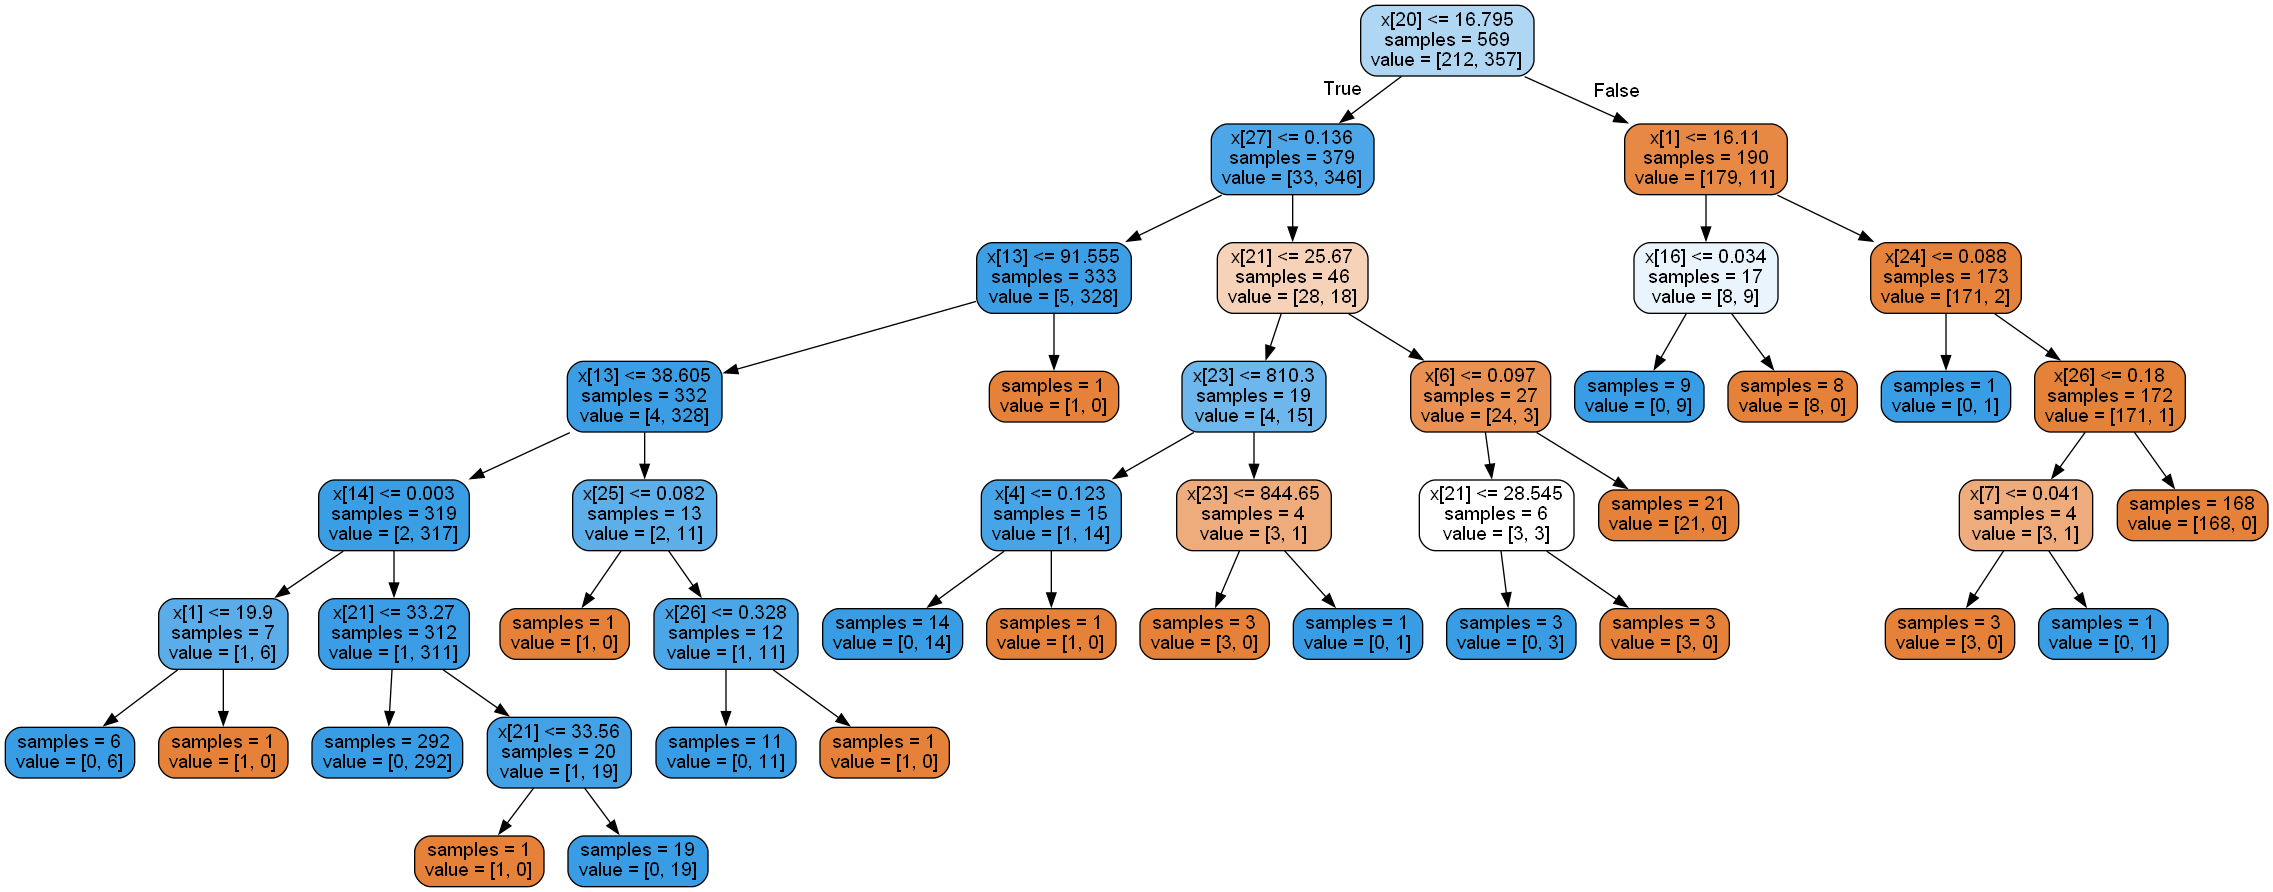 x[20] <= 16.795
samples = 569
value = [212, 357]
True
False
x[27] <= 0.136
samples = 379
value = [33, 346]
x[1] <= 16.11
samples = 190
value = [179, 11]
x[13] <= 91.555
samples = 333
value = [5, 328]
x[21] <= 25.67
samples = 46
value = [28, 18]
x[16] <= 0.034
samples = 17
value = [8, 9]
x[24] <= 0.088
samples = 173
value = [171, 2]
x[13] <= 38.605
samples = 332
value = [4, 328]
samples = 1
value = [1, 0]
x[23] <= 810.3
samples = 19
value = [4, 15]
x[6] <= 0.097
samples = 27
value = [24, 3]
samples = 9
value = [0, 9]
samples = 8
value = [8, 0]
samples = 1
value = [0, 1]
x[26] <= 0.18
samples = 172
value = [171, 1]
x[14] <= 0.003
samples = 319
value = [2, 317]
x[25] <= 0.082
samples = 13
value = [2, 11]
x[4] <= 0.123
samples = 15
value = [1, 14]
x[23] <= 844.65
samples = 4
value = [3, 1]
x[21] <= 28.545
samples = 6
value = [3, 3]
samples = 21
value = [21, 0]
x[7] <= 0.041
samples = 4
value = [3, 1]
samples = 168
value = [168, 0]
x[1] <= 19.9
samples = 7
value = [1, 6]
x[21] <= 33.27
samples = 312
value = [1, 311]
samples = 1
value = [1, 0]
x[26] <= 0.328
samples = 12
value = [1, 11]
samples = 14
value = [0, 14]
samples = 1
value = [1, 0]
samples = 3
value = [3, 0]
samples = 1
value = [0, 1]
samples = 3
value = [0, 3]
samples = 3
value = [3, 0]
samples = 3
value = [3, 0]
samples = 1
value = [0, 1]
samples = 6
value = [0, 6]
samples = 1
value = [1, 0]
samples = 292
value = [0, 292]
x[21] <= 33.56
samples = 20
value = [1, 19]
samples = 11
value = [0, 11]
samples = 1
value = [1, 0]
samples = 1
value = [1, 0]
samples = 19
value = [0, 19]